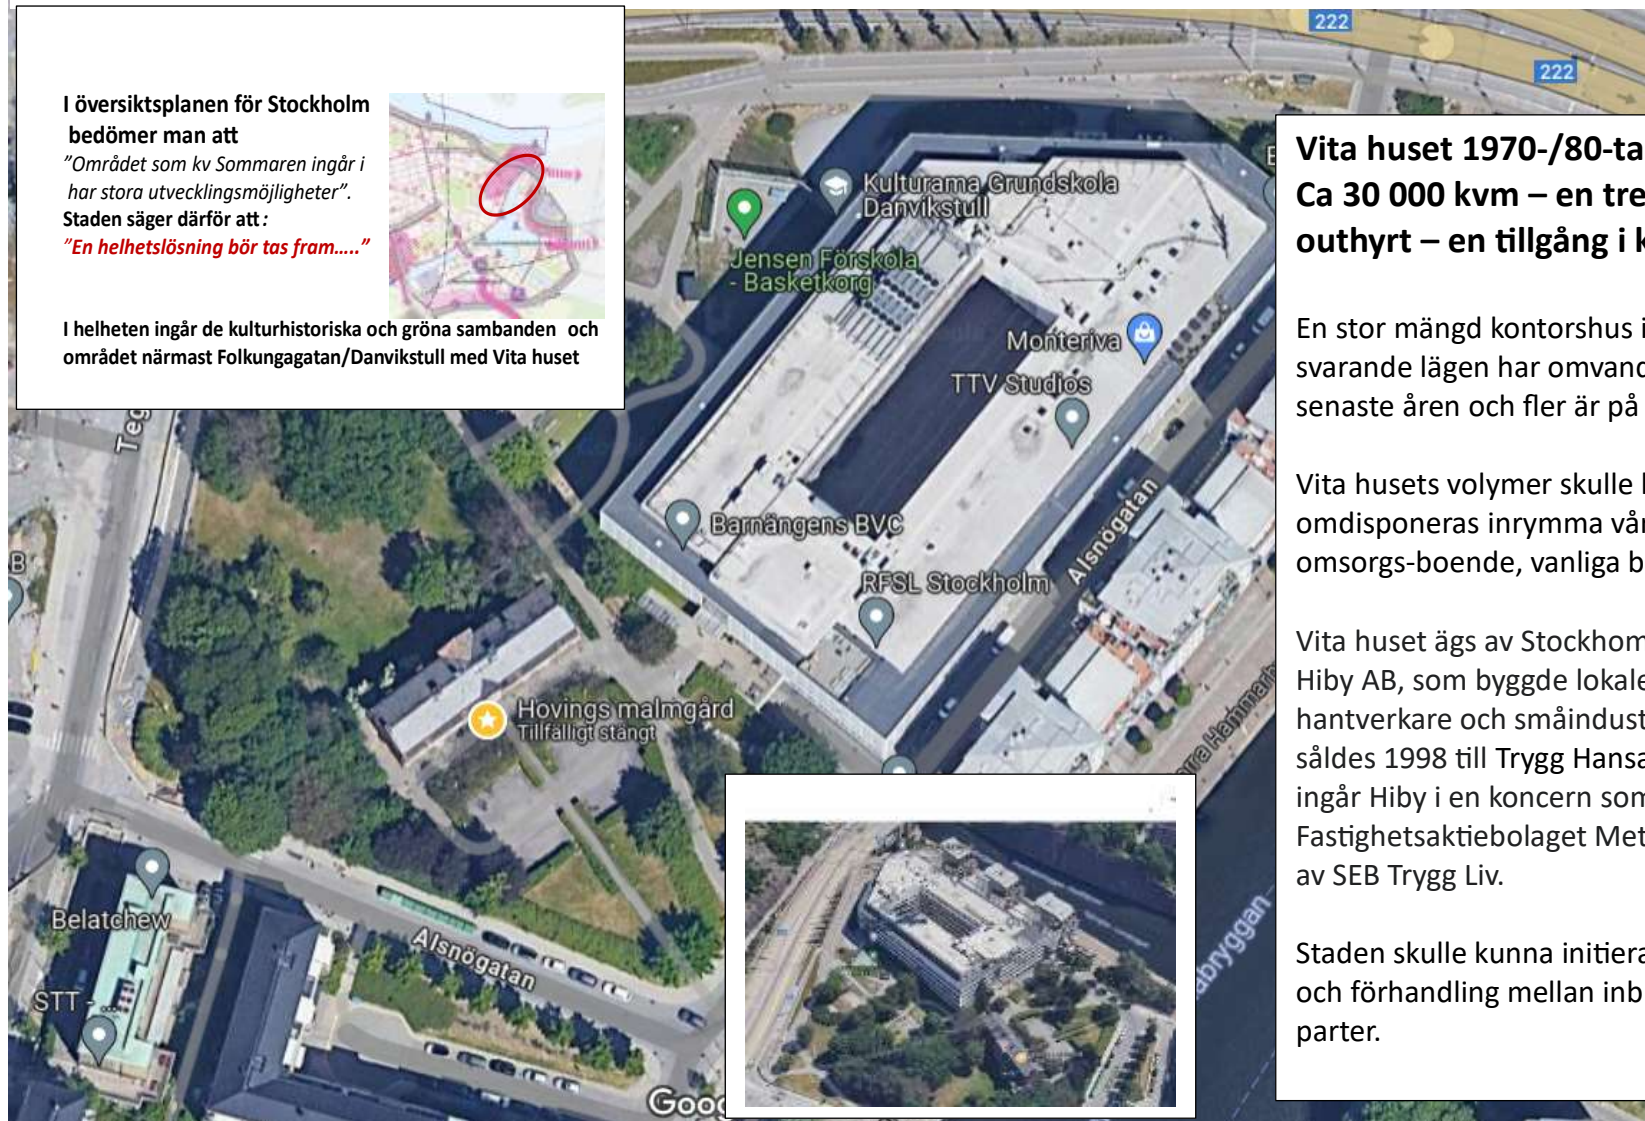 I översiktsplanen för Stockholm
bedömer man att
”Området som kv Sommaren ingår i
har stora utvecklingsmöjligheter”.
Staden säger därför att:
”En helhetslösning bör tas fram…..”
I helheten ingår de kulturhistoriska och gröna sambanden och
området närmast Folkungagatan/Danvikstull med Vita huset
222
222
Kulturama Grundskola
Danvikstull
Jensen Förskola
- Basketkorg
Monteriva
TTV Studios
Barnängens BVC
RFSL Stockholm
Alsnögatan
Hovings malmgård
Tillfälligt stängt
Teg
B
Belatchew
STT - ...
Alsnögatan
Goog
rra Hammarb
abryggan
E
Vita huset 1970-/80-ta
Ca 30 000 kvm – en tre
outhyrt – en tillgång i k
En stor mängd kontorshus i
svarande lägen har omvand
senaste åren och fler är på
Vita husets volymer skulle k
omdisponeras inrymma vår
omsorgs-boende, vanliga b
Vita huset ägs av Stockhom
Hiby AB, som byggde lokale
hantverkare och småindust
såldes 1998 till Trygg Hansa
ingår Hiby i en koncern som
Fastighetsaktiebolaget Met
av SEB Trygg Liv.
Staden skulle kunna initiera
och förhandling mellan inb
parter.